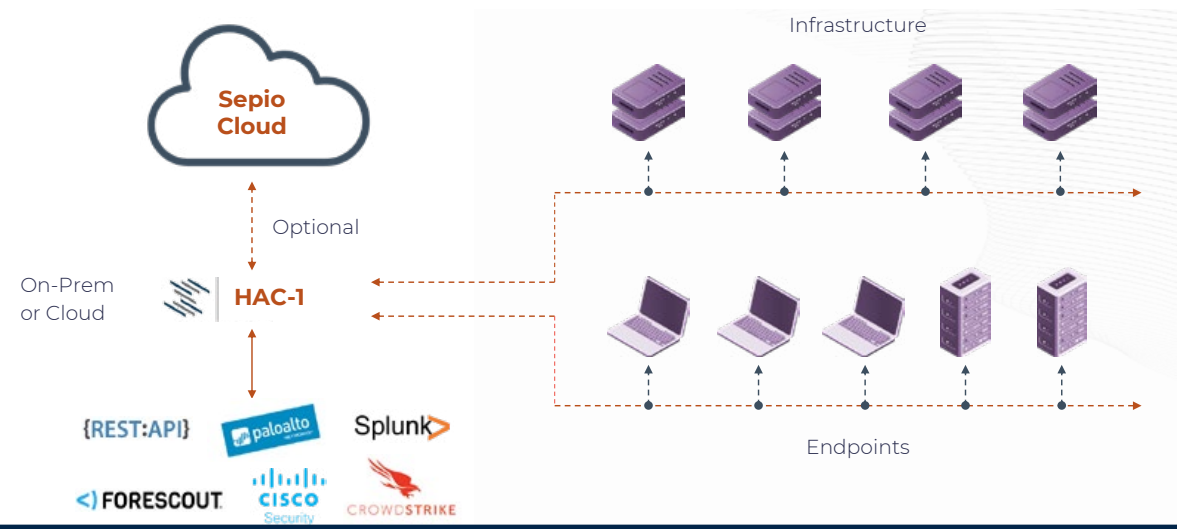 Infrastructure
Sepio
Cloud
Optional
On-Prem
or Cloud
HAC-1
{REST:API}
paloalto
Splunk>
Endpoints
<) FORESCOUT.
CISCO
Security
CROWDSTRIKE